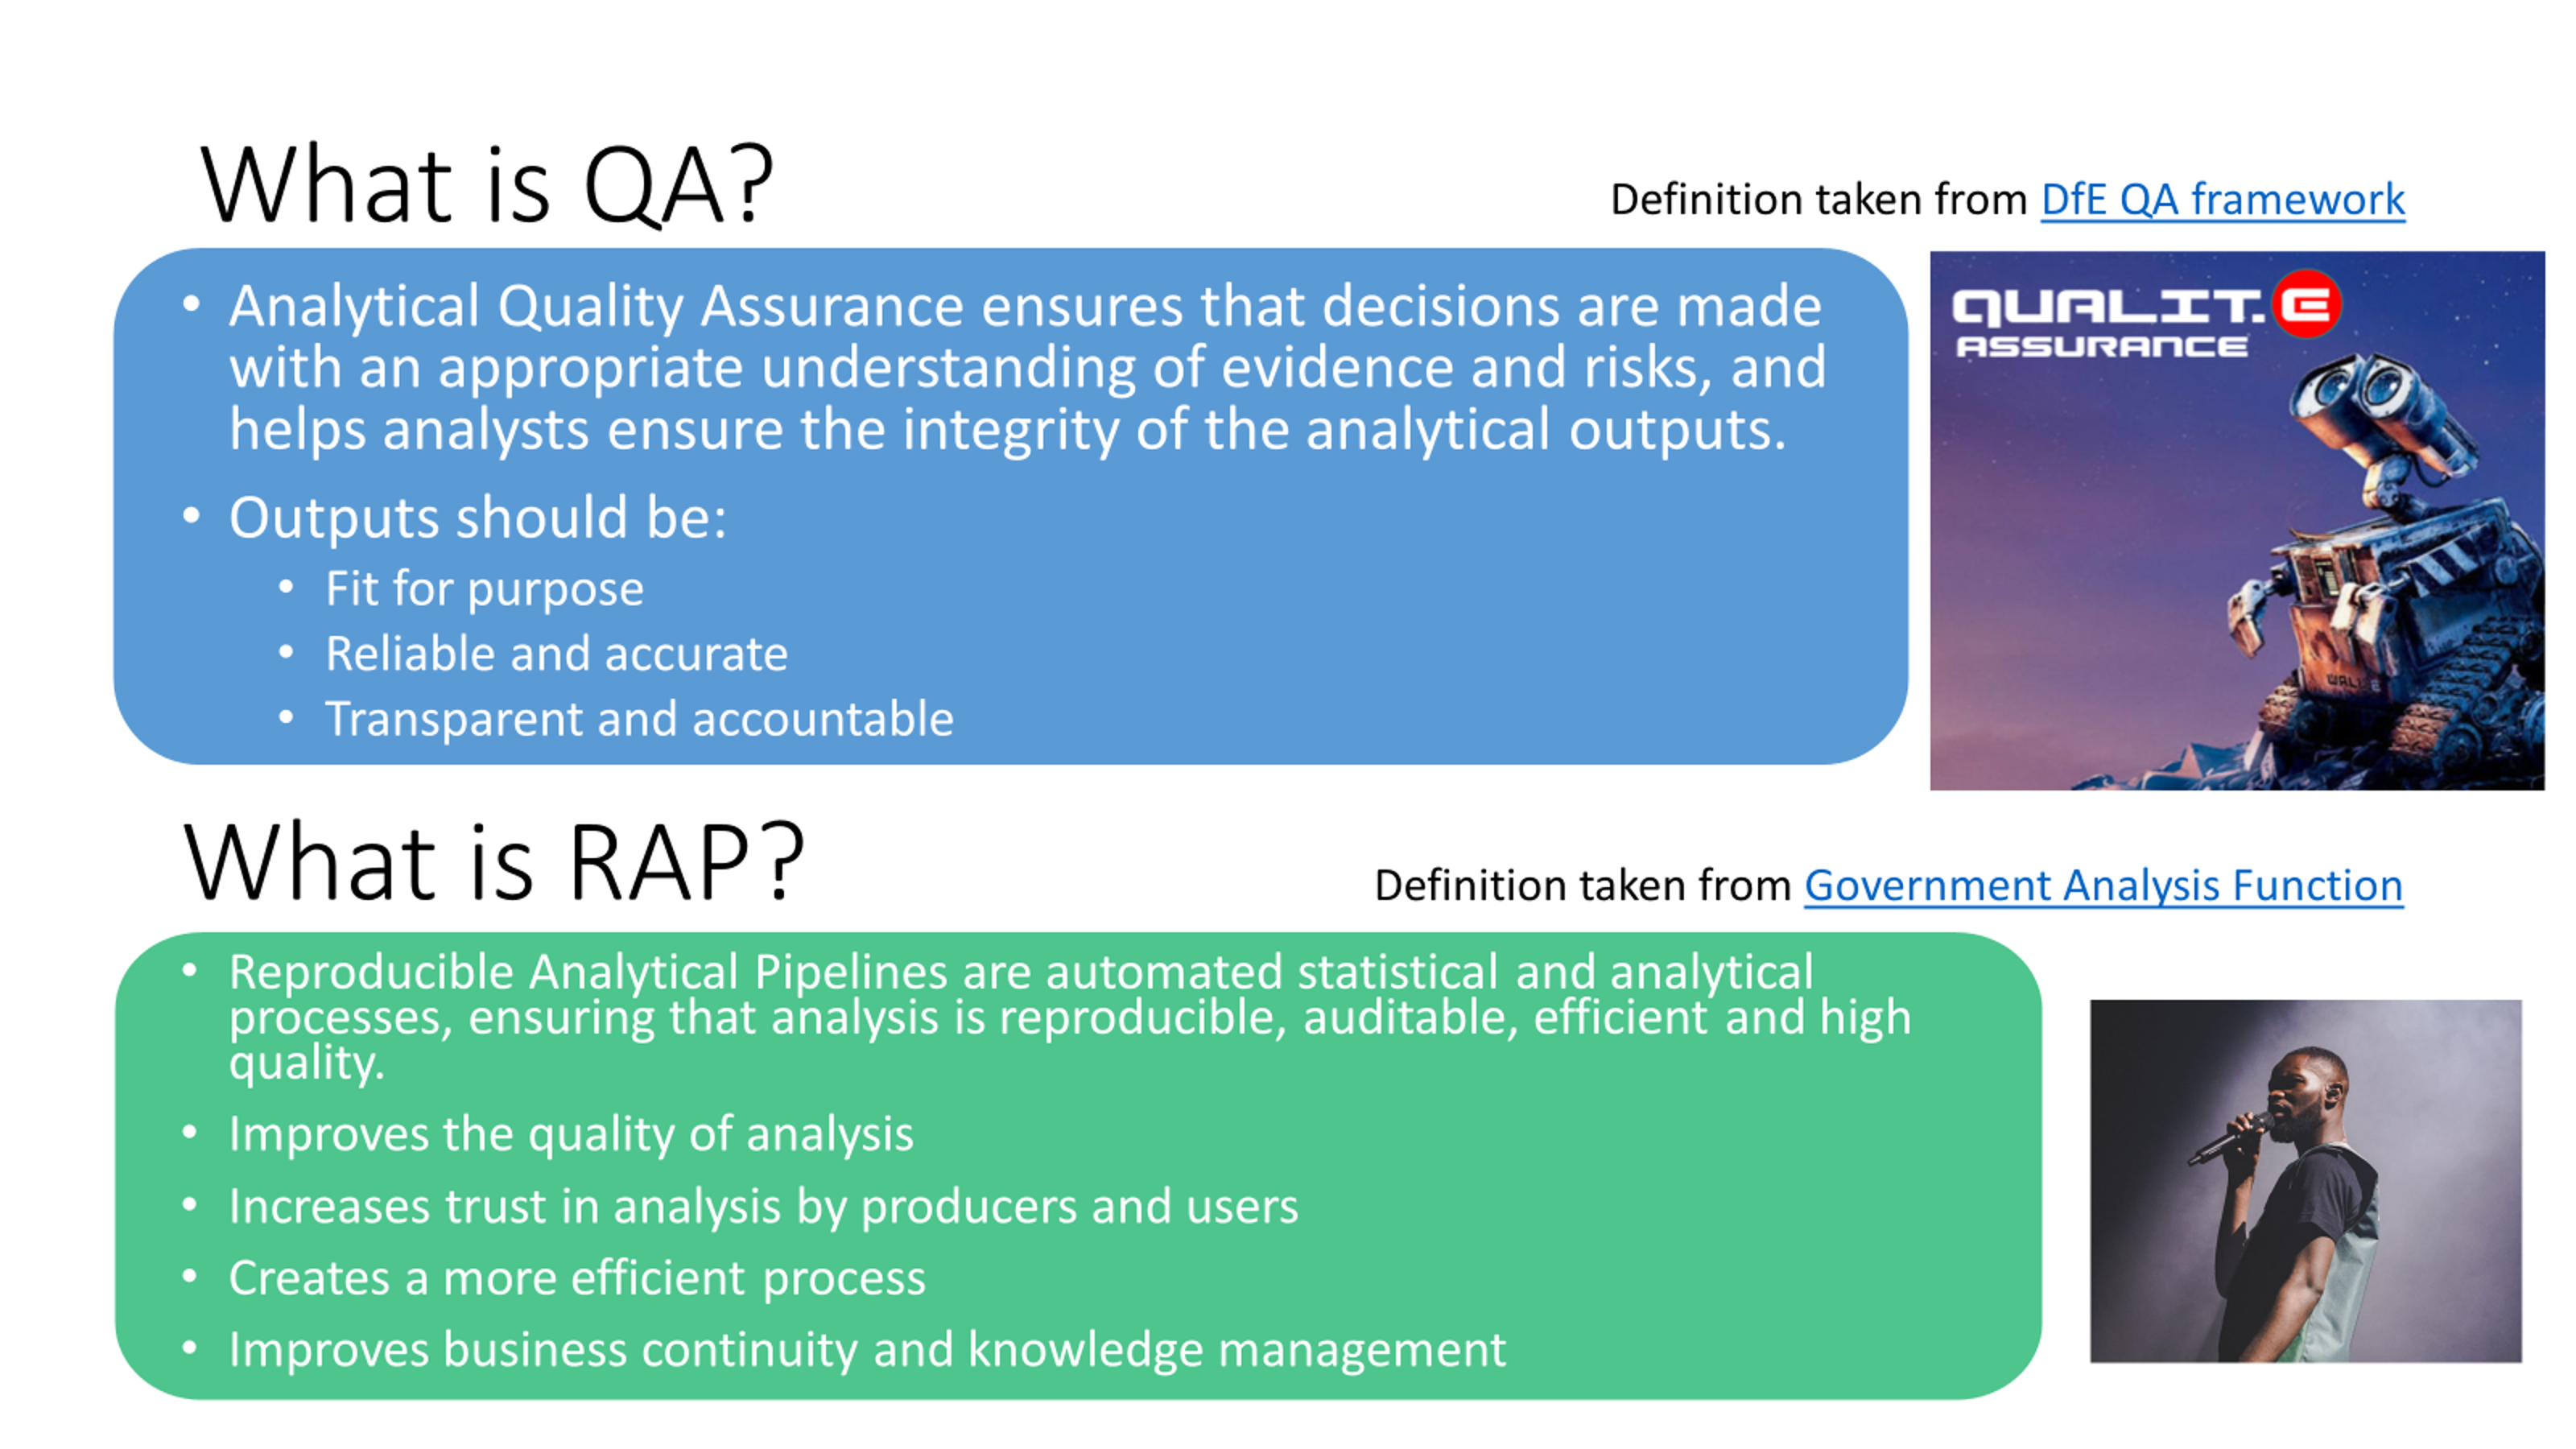 What is QA?
Definition taken from DfE QA framework
• Analytical Quality Assurance ensures that decisions are made
with an appropriate understanding of evidence and risks, and
helps analysts ensure the integrity of the analytical outputs.
• Outputs should be:
• Fit for purpose
• Reliable and accurate
• Transparent and accountable
QUALIT.E
ASSURANCE
WALL E
What is RAP?
Definition taken from Government Analysis Function
• Reproducible Analytical Pipelines are automated statistical and analytical
processes, ensuring that analysis is reproducible, auditable, efficient and high
quality.
• Improves the quality of analysis
• Increases trust in analysis by producers and users
• Creates a more efficient process
• Improves business continuity and knowledge management